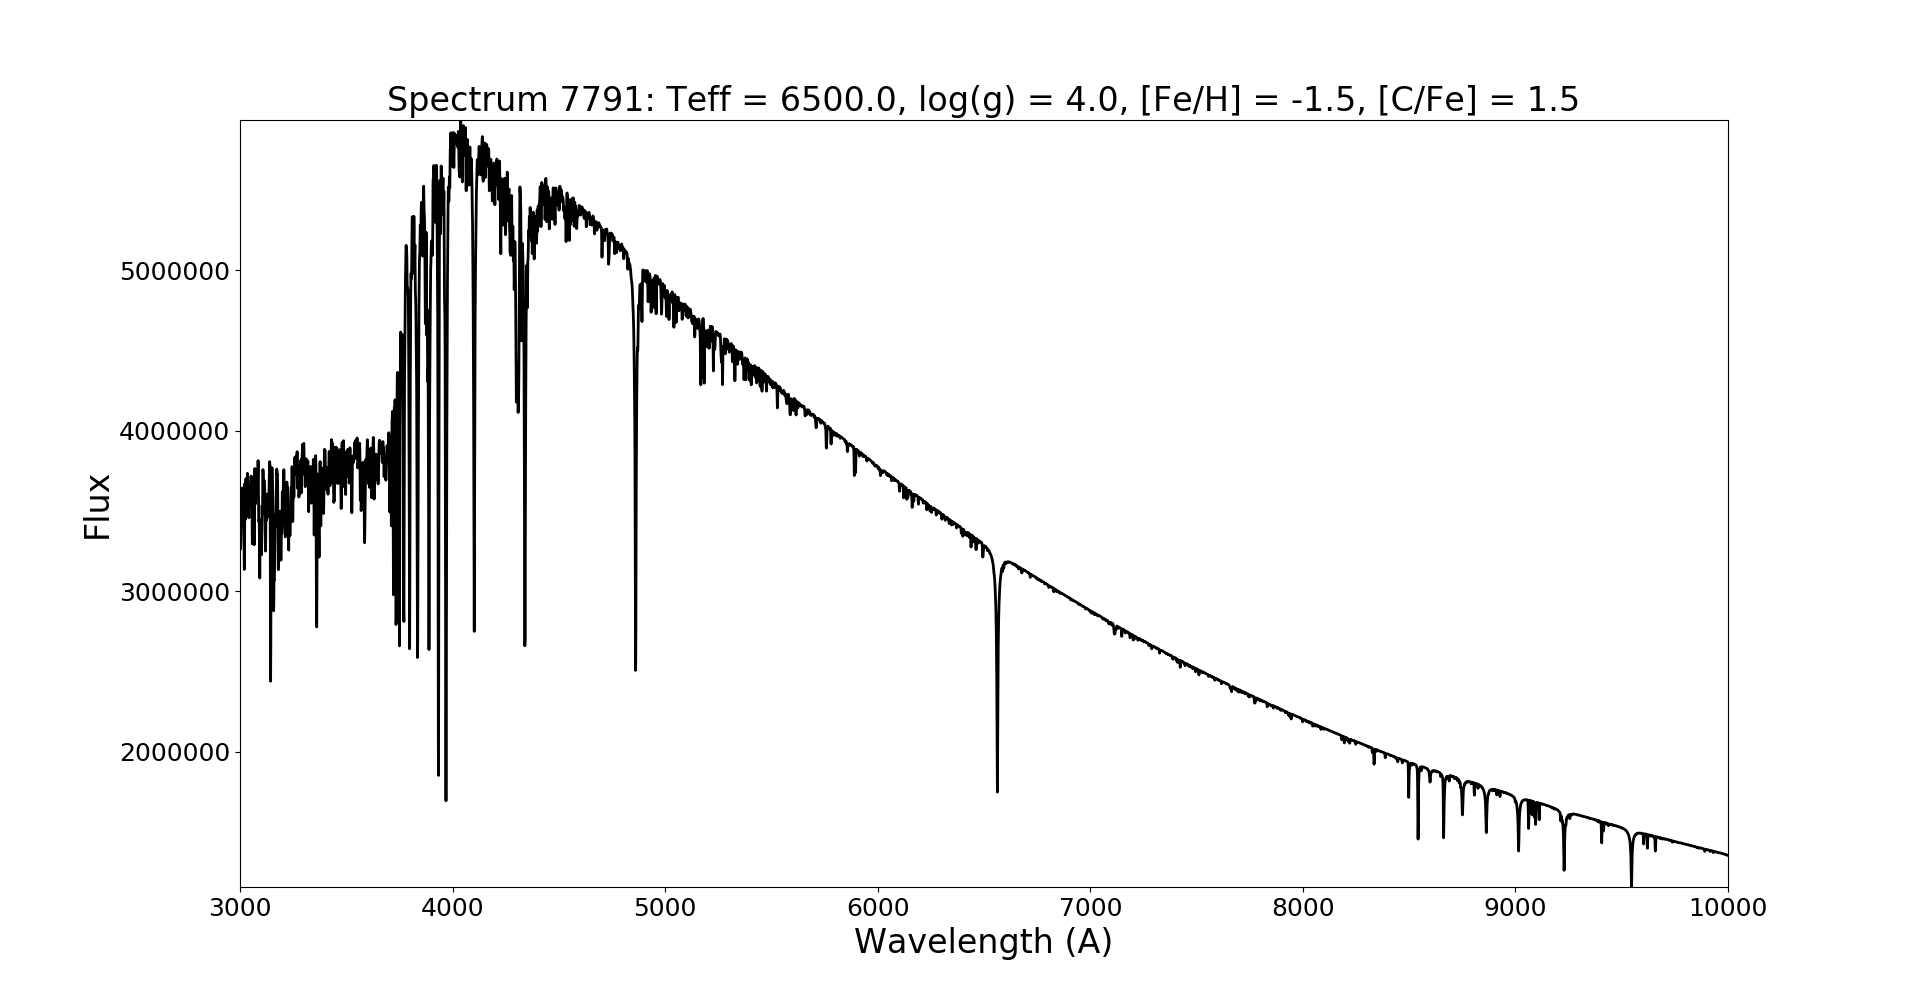 Spectrum 7791: Teff = 6500.0, log(g) = 4.0, [Fe/H] = -1.5, [C/Fe] = 1.5
Flux
5000000
4000000
3000000
2000000
3000 4000 5000 6000 7000 8000 9000 10000
Wavelength (A)